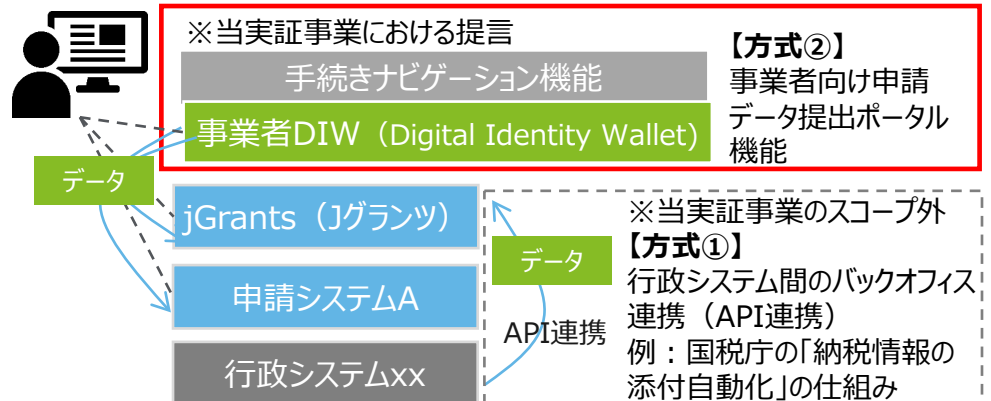 ※当実証事業における提言
手続きナビゲーション機能
事業者DIW（Digital Identity Wallet)
【方式②】
事業者向け申請
データ提出ポータル
機能
データ
jGrants（Jグランツ）
申請システムA
行政システムxx
データ
API連携
※当実証事業のスコープ外
【方式①】
行政システム間のバックオフィス
連携（API連携）
例：国税庁の「納税情報の
添付自動化」の仕組み